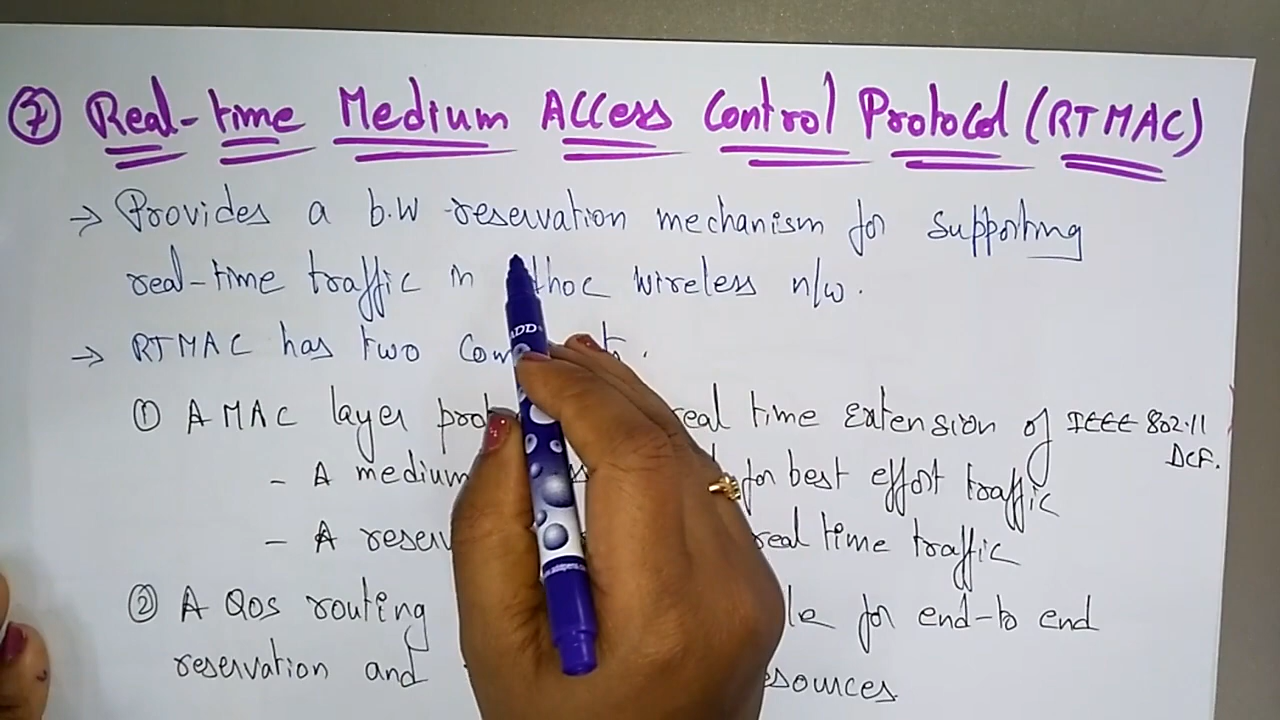 7 Real-time Medium Access Control Protocol (RTMAC)
→ Provides a b.w reservation mechanism for supporting
real-time traffic in hoc wireless n/w.
→ RTMAC has two
① A MAC layer real time extension of IEEE 802.11
DCF.
- A medium for best effort traffic
- A real time traffic
② A QoS routing for end-to end
reservation and
ADD